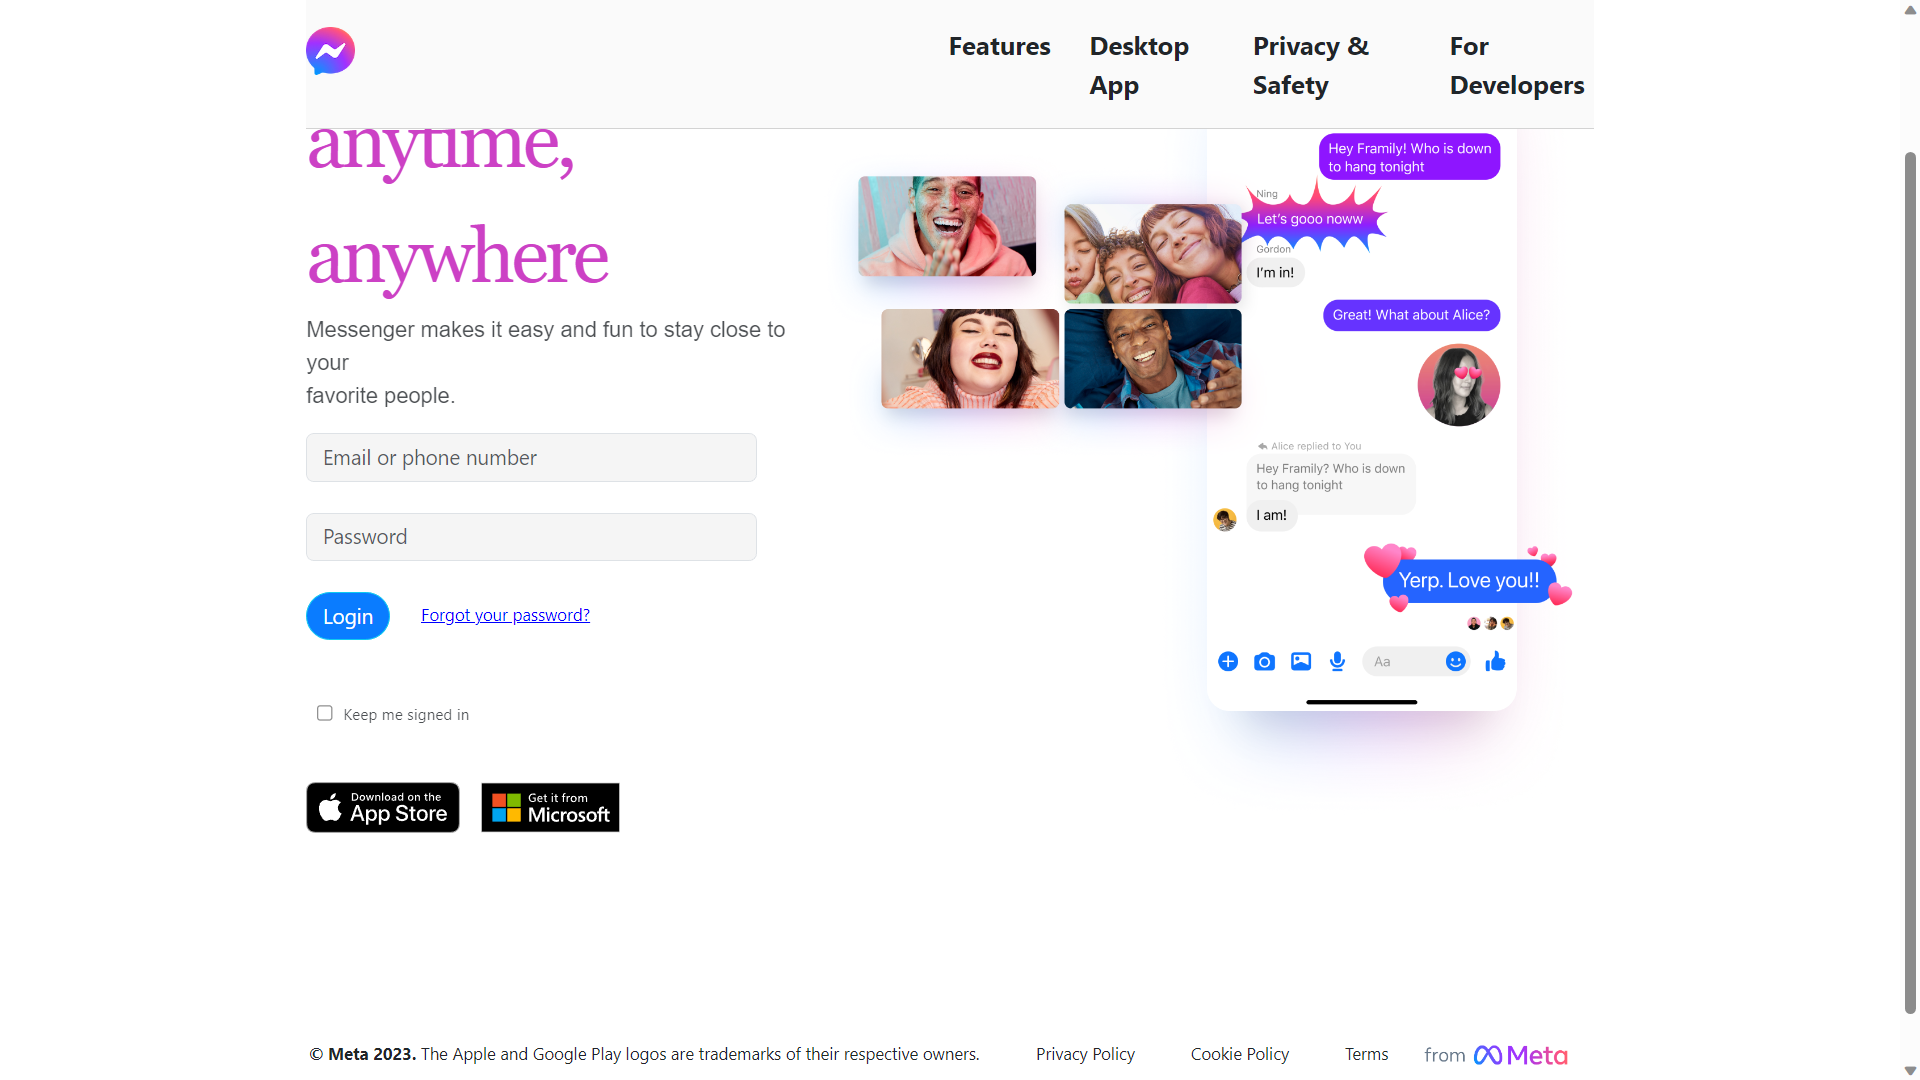 Features
Desktop
App
Privacy &
Safety
For
Developers
anytime,
anywhere
Messenger makes it easy and fun to stay close to
your
favorite people.
Email or phone number
Password
Login
Forgot your password?
Keep me signed in
Download on the
App Store
Get it from
Microsoft
Hey Framily! Who is down
to hang tonight
Ning
Let's gooo noww
Gordon
I'm in!
Great! What about Alice?
Alice replied to You
Hey Framily? Who is down
to hang tonight
I am!
Yerp. Love you!!
Aa
© Meta 2023. The Apple and Google Play logos are trademarks of their respective owners.
Privacy Policy
Cookie Policy
Terms
from Meta